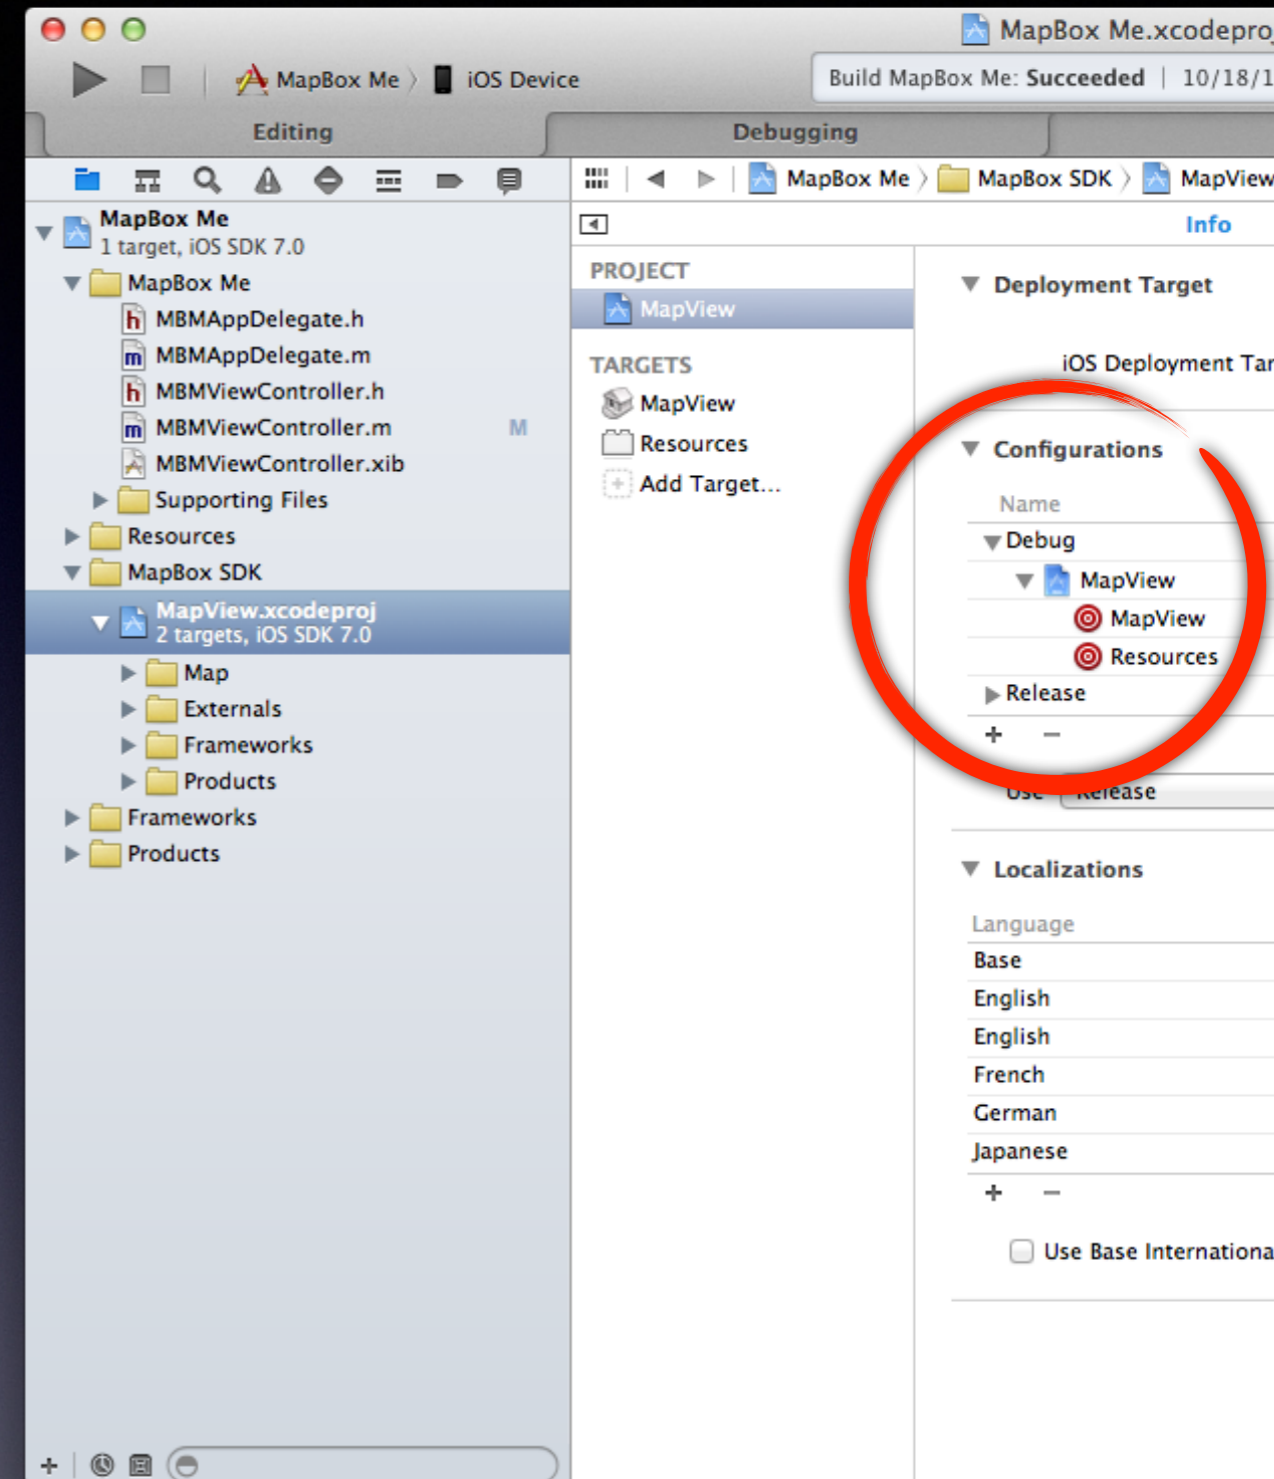 MapBox Me.xcodeproj
MapBox Me iOS Device
Build MapBox Me: Succeeded | 10/18/1
Editing
Debugging
MapBox Me
1 target, iOS SDK 7.0
MapBox Me
MBMAppDelegate.h
MBMAppDelegate.m
MBMViewController.h
MBMViewController.m M
MBMViewController.xib
Supporting Files
Resources
MapBox SDK
MapView.xcodeproj
2 targets, iOS SDK 7.0
Map
Externals
Frameworks
Products
Frameworks
Products
MapBox Me MapBox SDK MapView
Info
PROJECT
MapView
TARGETS
MapView
Resources
Add Target...
Deployment Target
iOS Deployment Tar
Configurations
Name
Debug
MapView
MapView
Resources
Release
Use Release
Localizations
Language
Base
English
English
French
German
Japanese
Use Base Internationa